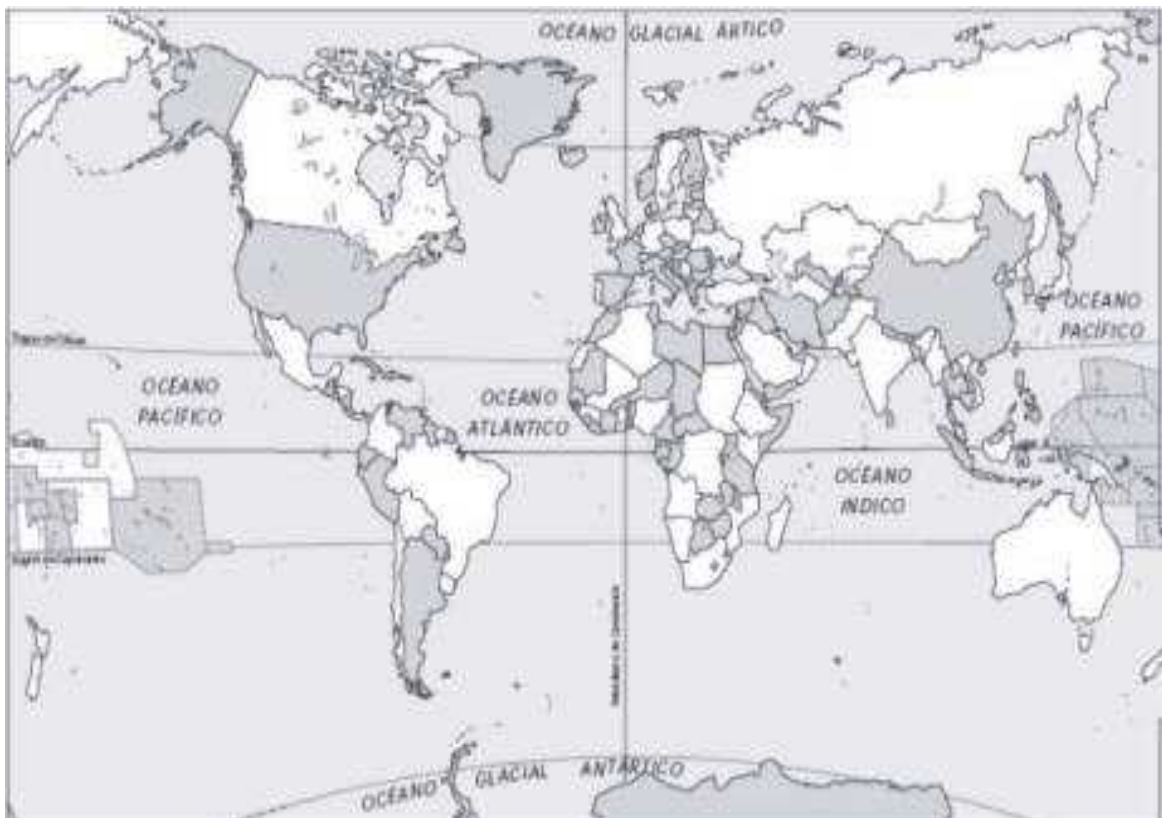 OCÉANO GLACIAL ÁRTICO
OCÉANO
PACÍFICO
OCÉANO
PACÍFICO
OCÉANO
ATLÁNTICO
OCÉANO
ÍNDICO
OCÉANO GLACIAL ANTÁRTICO